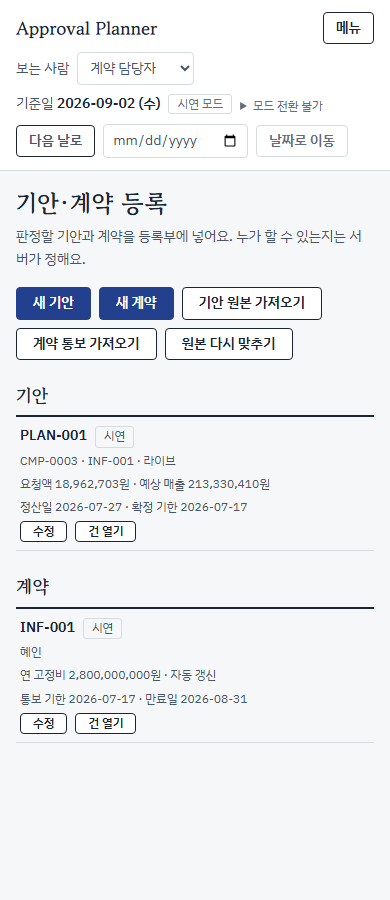 Approval Planner
메뉴
보는 사람 계약 담당자
기준일 2026-09-02 (수) 시연 모드 ▶ 모드 전환 불가
다음 날로 mm/dd/yyyy 날짜로 이동
기안·계약 등록
판정할 기안과 계약을 등록부에 넣어요. 누가 할 수 있는지는 서
버가 정해요.
새 기안 새 계약 기안 원본 가져오기
계약 통보 가져오기 원본 다시 맞추기
기안
PLAN-001 시연
CMP-0003 · INF-001 · 라이브
요청액 18,962,703원 · 예상 매출 213,330,410원
정산일 2026-07-27 · 확정 기한 2026-07-17
수정 건 열기
계약
INF-001 시연
혜인
연 고정비 2,800,000,000원 · 자동 갱신
통보 기한 2026-07-17 · 만료일 2026-08-31
수정 건 열기